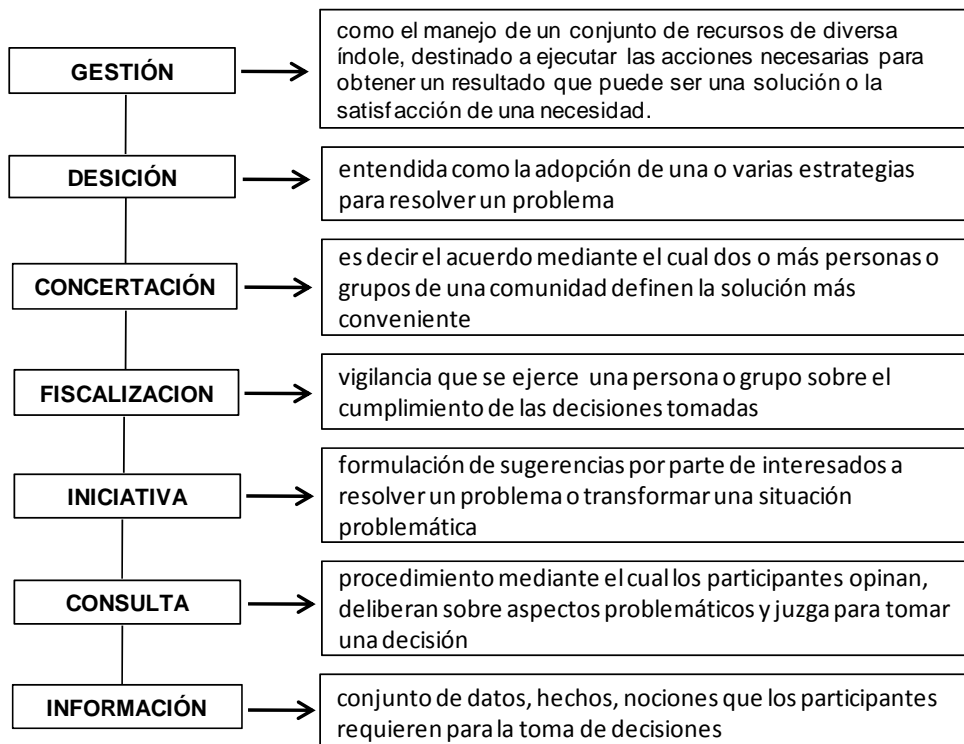 GESTIÓN
como el manejo de un conjunto de recursos de diversa
índole, destinado a ejecutar las acciones necesarias para
obtener un resultado que puede ser una solución o la
satisfacción de una necesidad.
DESICIÓN
entendida como la adopción de una o varias estrategias
para resolver un problema
CONCERTACIÓN
es decir el acuerdo mediante el cual dos o más personas o
grupos de una comunidad definen la solución más
conveniente
FISCALIZACION
vigilancia que se ejerce una persona o grupo sobre el
cumplimiento de las decisiones tomadas
INICIATIVA
formulación de sugerencias por parte de interesados a
resolver un problema o transformar una situación
problemática
CONSULTA
procedimiento mediante el cual los participantes opinan,
deliberan sobre aspectos problemáticos y juzga para tomar
una decisión
INFORMACIÓN
conjunto de datos, hechos, nociones que los participantes
requieren para la toma de decisiones